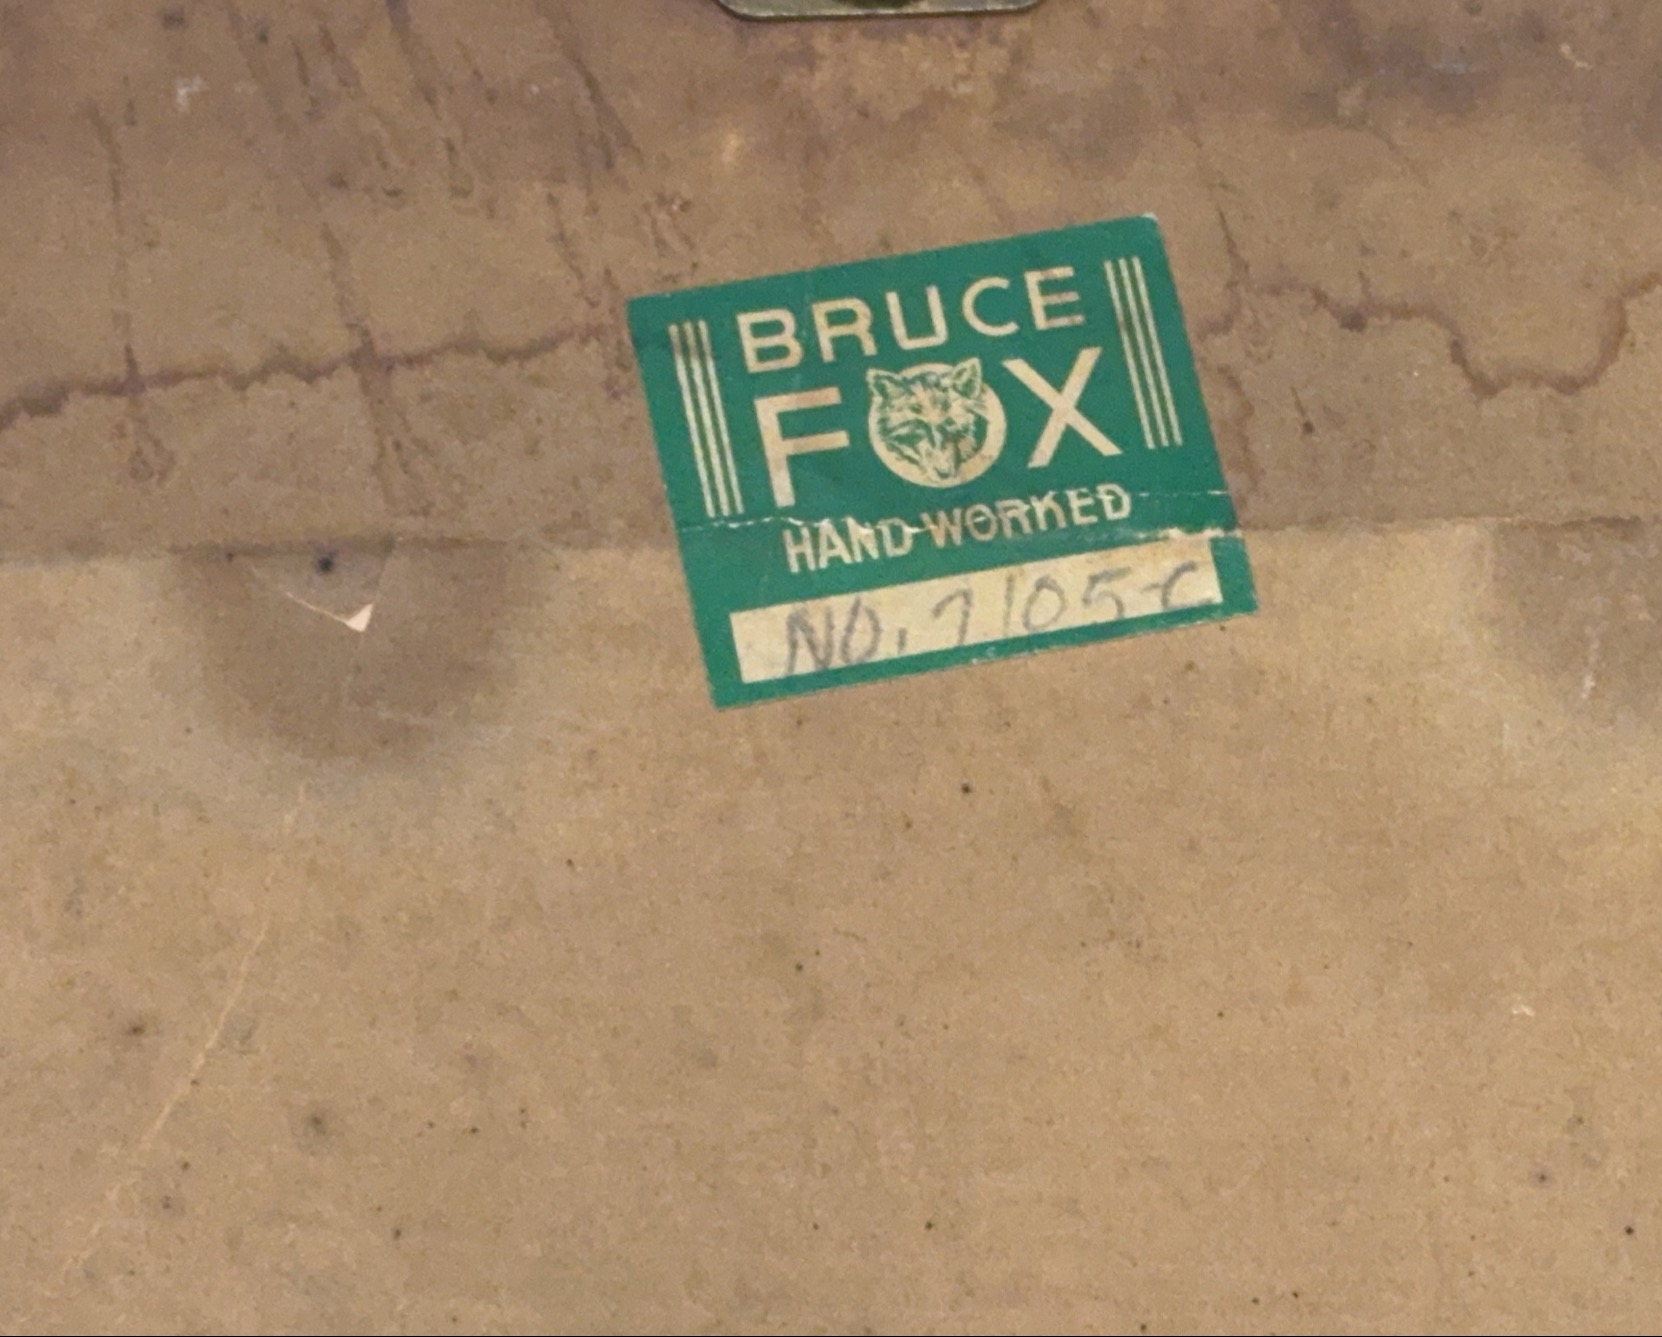 BRUCE
FOX
HAND-WORKED
NO. 7105-C